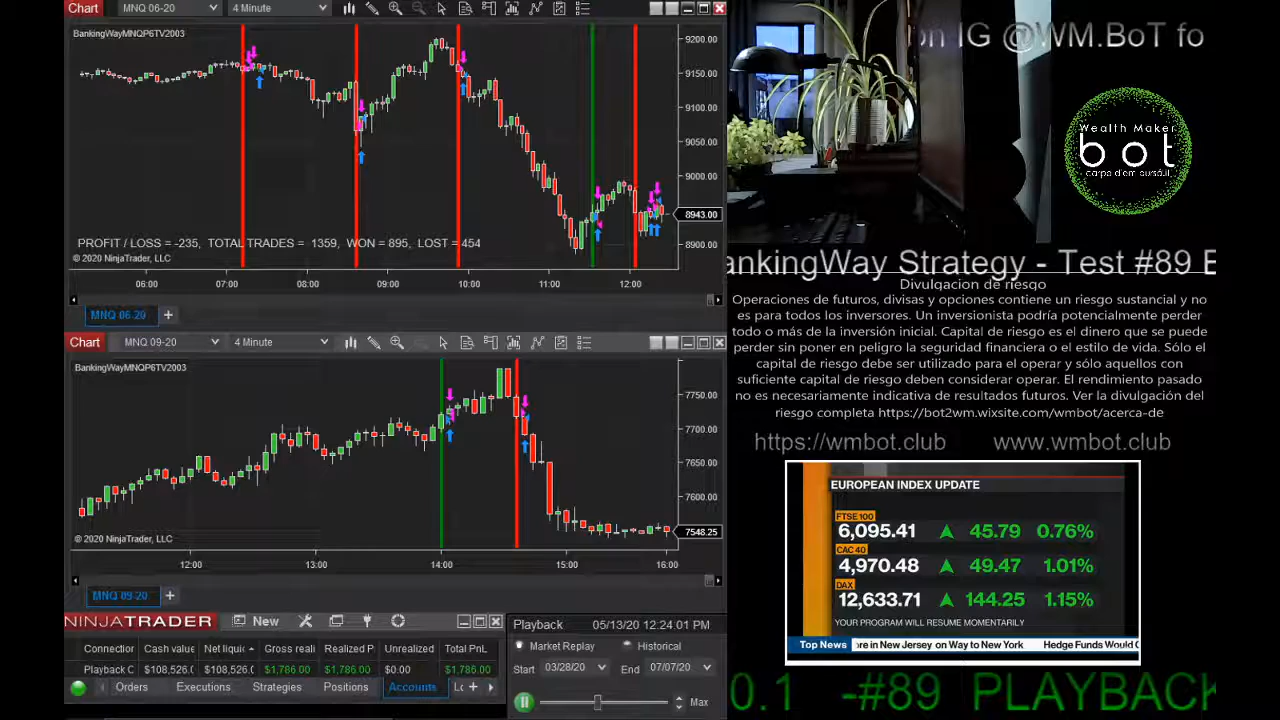 Chart MNQ 06-20 4 Minute
BankingWayMNQP6TV2003
9200.00
9150.00
9100.00
9050.00
9000.00
8943.00
8900.00
PROFIT / LOSS = -235, TOTAL TRADES = 1359, WON = 895, LOST = 454
© 2020 NinjaTrader, LLC
06:00 07:00 08:00 09:00 10:00 11:00 12:00
MNQ 06-20 +
Chart MNQ 09-20 4 Minute
BankingWayMNQP6TV2003
7750.00
7700.00
7650.00
7600.00
7548.25
© 2020 NinjaTrader, LLC
12:00 13:00 14:00 15:00 16:00
MNQ 09-20 +
NINJATRADER New
Connection Cash value Net liquid Gross reali Realized P Unrealized Total PnL
Playback C $108,526.0 $108,526.0 $1,786.00 $1,786.00 $0.00 $1,786.00
Orders Executions Strategies Positions Accounts Lo +
Playback 05/13/20 12:24:01 PM
Market Replay Historical
Start 03/28/20 End 07/07/20
Max
on IG @WM.BoT fo
Wealth Maker
bot
BankingWay Strategy - Test #89 B
Divulgacion de riesgo
Operaciones de futuros, divisas y opciones contiene un riesgo sustancial y no
es para todos los inversores. Un inversionista podría potencialmente perder
todo o más de la inversión inicial. Capital de riesgo es el dinero que se puede
perder sin poner en peligro la seguridad financiera o el estilo de vida. Sólo el
capital de riesgo debe ser utilizado para el operar y sólo aquellos con
suficiente capital de riesgo deben considerar operar. El rendimiento pasado
no es necesariamente indicativa de resultados futuros. Ver la divulgación del
riesgo completa https://bot2wm.wixsite.com/wmbot/acerca-de
https://wmbot.club www.wmbot.club
EUROPEAN INDEX UPDATE
FTSE 100
6,095.41 45.79 0.76%
CAC 40
4,970.48 49.47 1.01%
DAX
12,633.71 144.25 1.15%
YOUR PROGRAM WILL RESUME MOMENTARILY
Top News re in New Jersey on Way to New York Hedge Funds Would
0.1 -#89 PLAYBACK